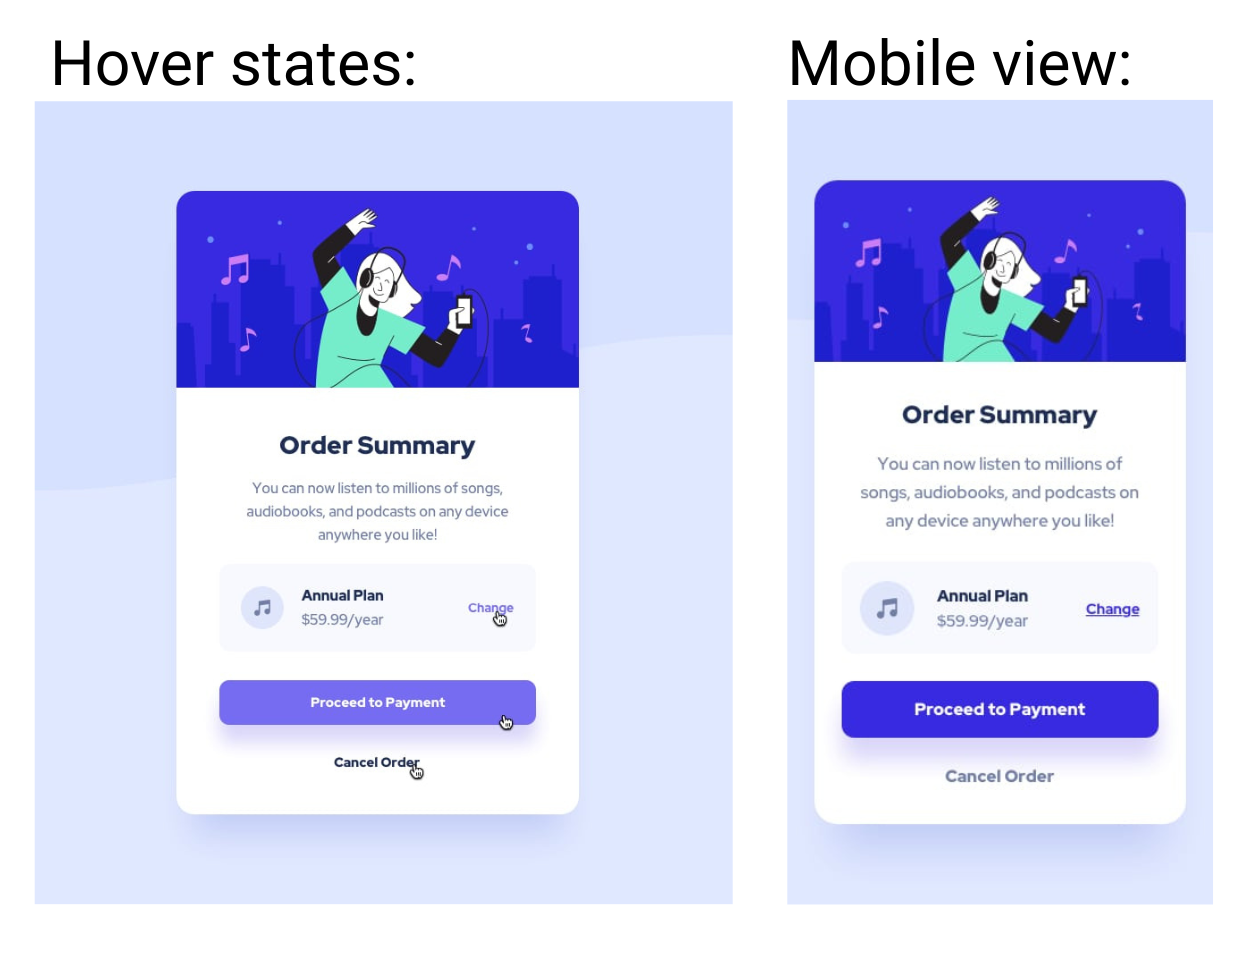 Hover states:
Order Summary
You can now listen to millions of songs,
audiobooks, and podcasts on any device
anywhere you like!
Annual Plan
$59.99/year
Change
Proceed to Payment
Cancel Order
Mobile view:
Order Summary
You can now listen to millions of
songs, audiobooks, and podcasts on
any device anywhere you like!
Annual Plan
$59.99/year
Change
Proceed to Payment
Cancel Order